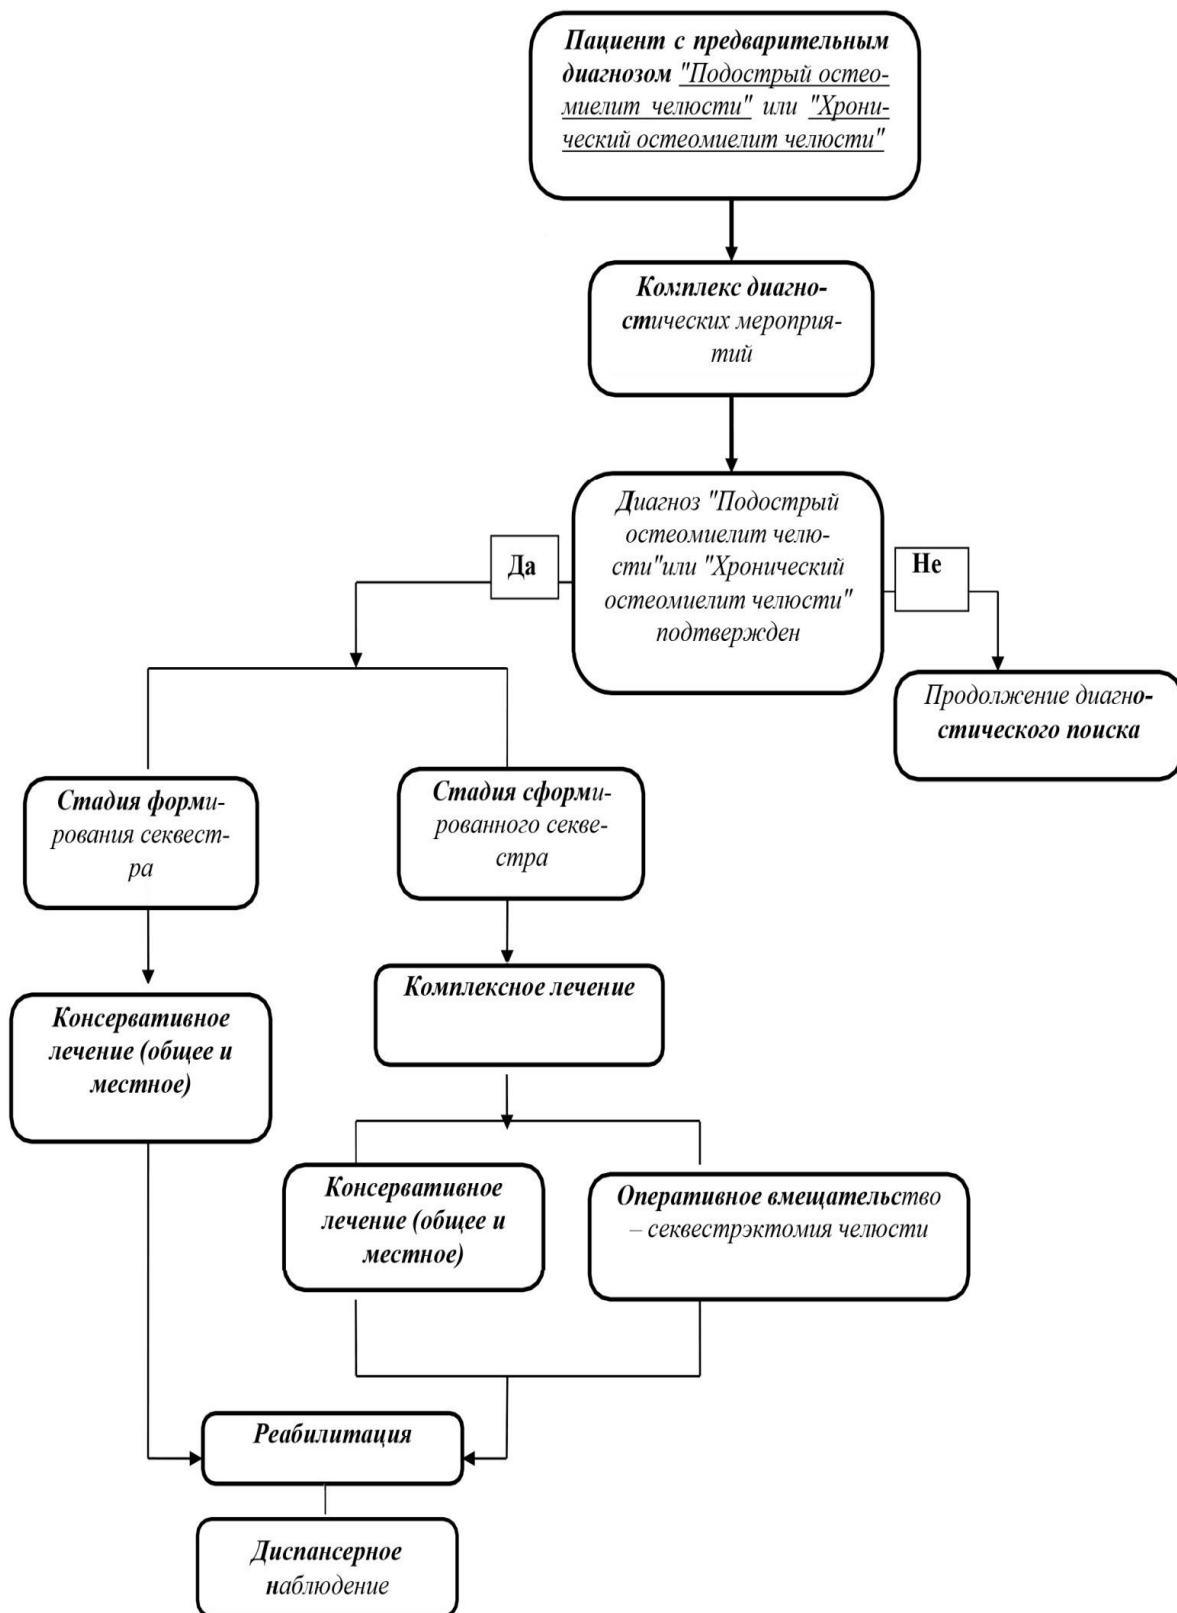 Пациент с предварительным
диагнозом "Подострый остео-
миелит челюсти" или "Хрони-
ческий остеомиелит челюсти"
Комплекс диагно-
стических мероприя-
тий
Диагноз "Подострый
остеомиелит челю-
сти"или "Хронический
остеомиелит челюсти"
подтвержден
Да
Не
Продолжение диагно-
стического поиска
Стадия форми-
рования секвест-
ра
Стадия сформи-
рованного секве-
стра
Консервативное
лечение (общее и
местное)
Комплексное лечение
Консервативное
лечение (общее и
местное)
Оперативное вмещательство
– секвестрэктомия челюсти
Реабилитация
Диспансерное
наблюдение